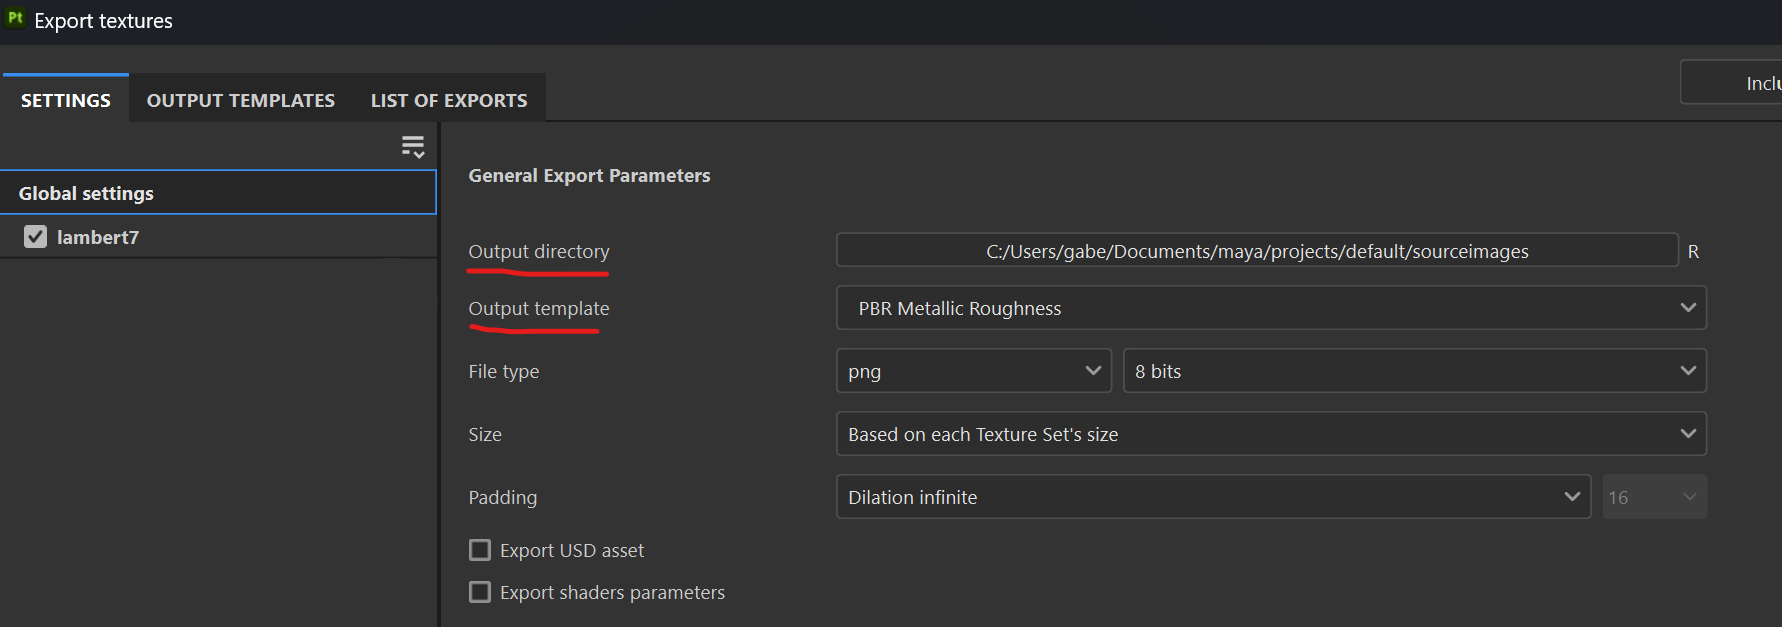 Pt Export textures
Inclu
SETTINGS OUTPUT TEMPLATES LIST OF EXPORTS
Global settings
lambert7
General Export Parameters
Output directory C:/Users/gabe/Documents/maya/projects/default/sourceimages R
Output template PBR Metallic Roughness
File type png 8 bits
Size Based on each Texture Set's size
Padding Dilation infinite 16
Export USD asset
Export shaders parameters